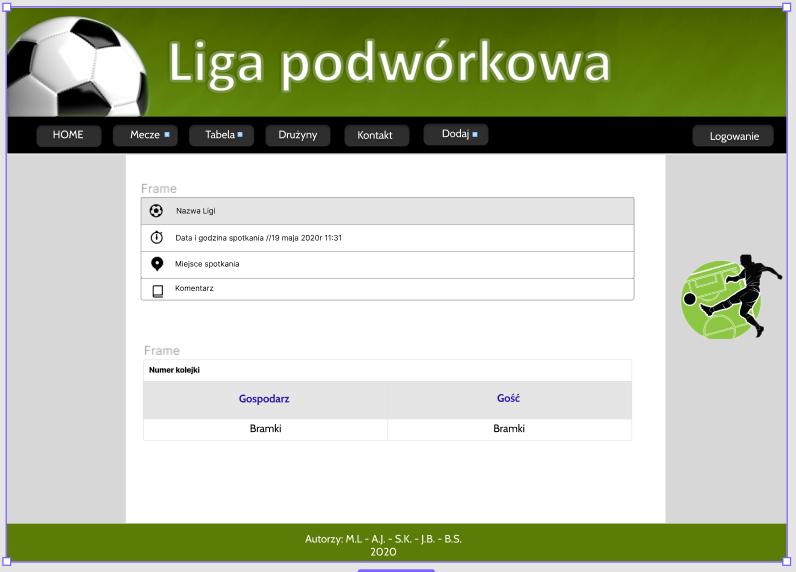 Liga podwórkowa
HOME Mecze Tabela Drużyny Kontakt Dodaj Logowanie
Frame
Nazwa Ligi
Data i godzina spotkania //19 maja 2020r 11:31
Miejsce spotkania
Komentarz
Frame
Numer kolejki
Gospodarz Gość
Bramki Bramki
Autorzy: M.L - A.J. - S.K. - J.B. - B.S.
2020